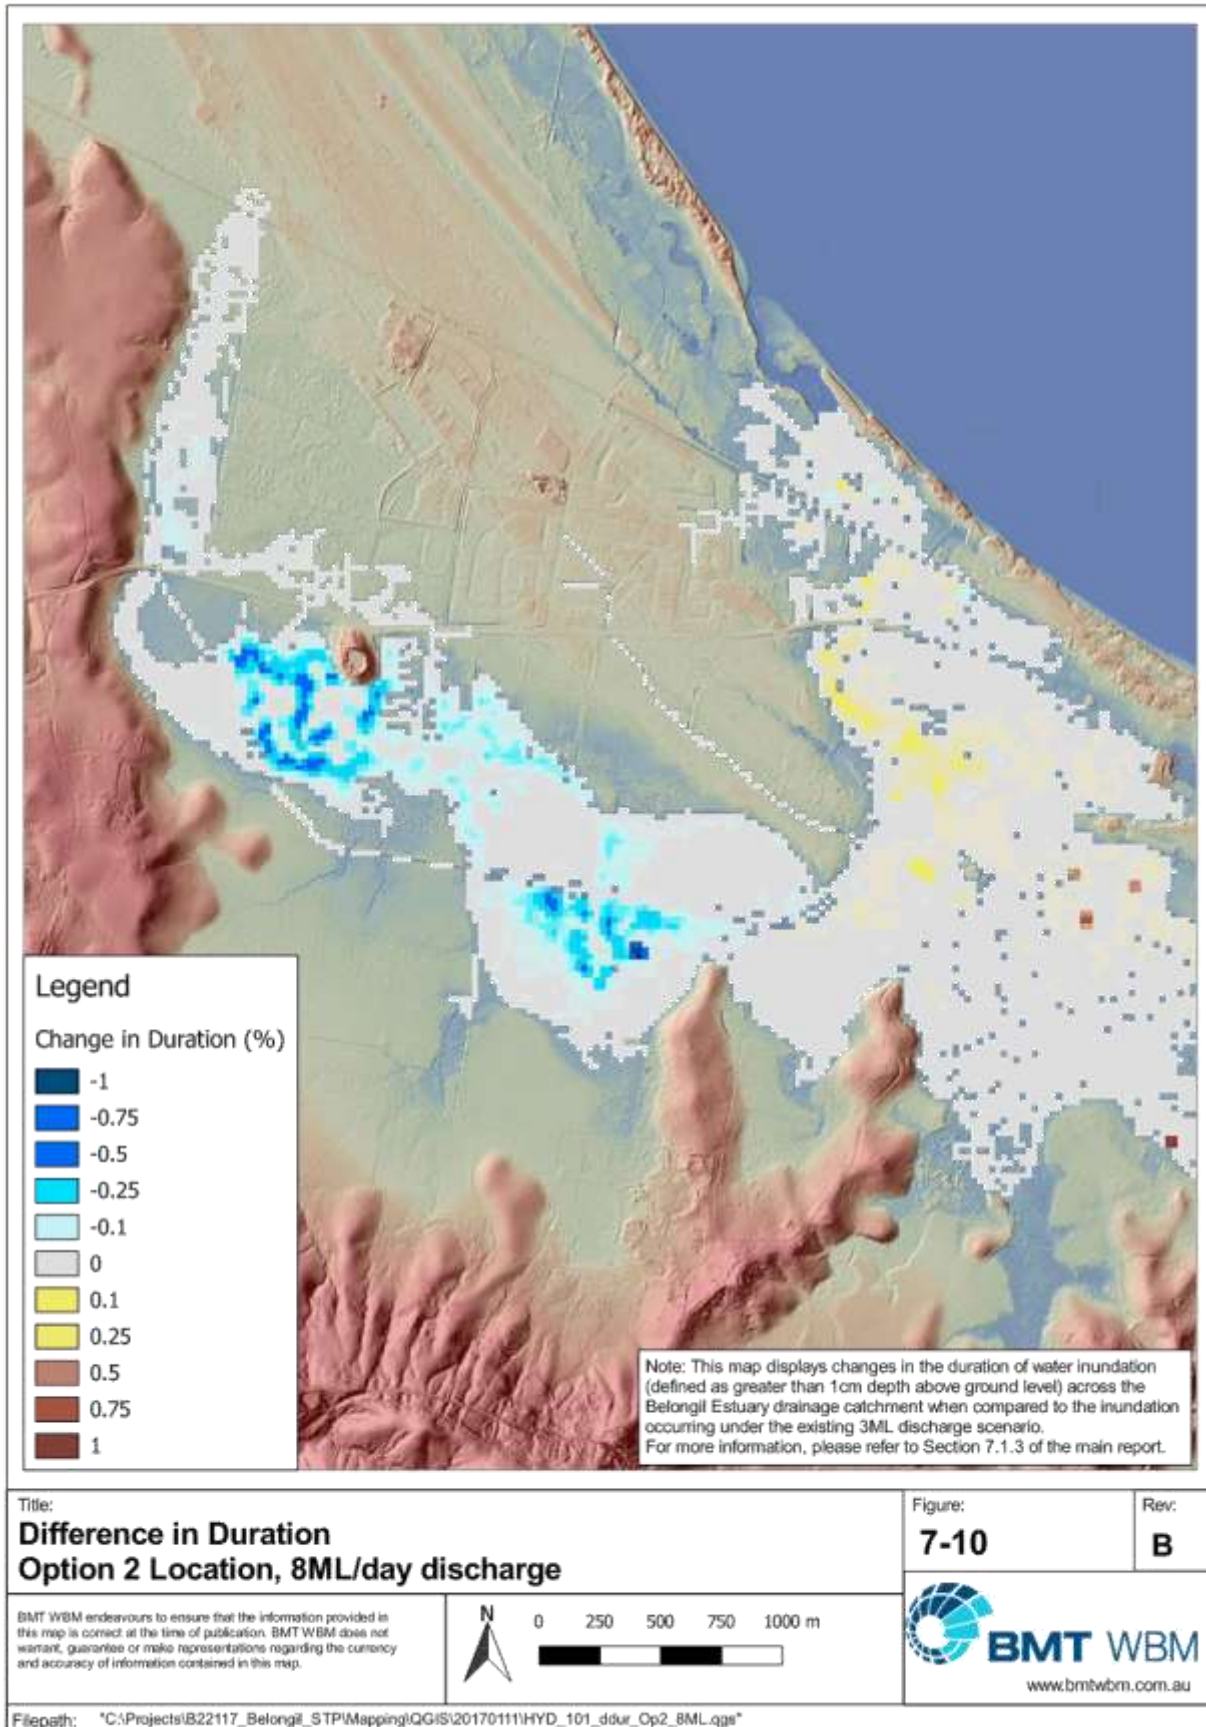 Legend
Change in Duration (%)
-1
-0.75
-0.5
-0.25
-0.1
0
0.1
0.25
0.5
0.75
1
Note: This map displays changes in the duration of water inundation
(defined as greater than 1cm depth above ground level) across the
Belongil Estuary drainage catchment when compared to the inundation
occurring under the existing 3ML discharge scenario.
For more information, please refer to Section 7.1.3 of the main report.
Title:
Difference in Duration
Option 2 Location, 8ML/day discharge
Figure:
7-10
Rev:
B
BMT WBM endeavours to ensure that the information provided in
this map is correct at the time of publication. BMT WBM does not
warrant, guarantee or make representations regarding the currency
and accuracy of information contained in this map.
N
0 250 500 750 1000 m
BMT WBM
www.bmtwbm.com.au
Filepath: "C:\Projects\B22117_Belongil_STP\Mapping\QGIS\20170111\HYD_101_ddur_Op2_8ML.qgs"